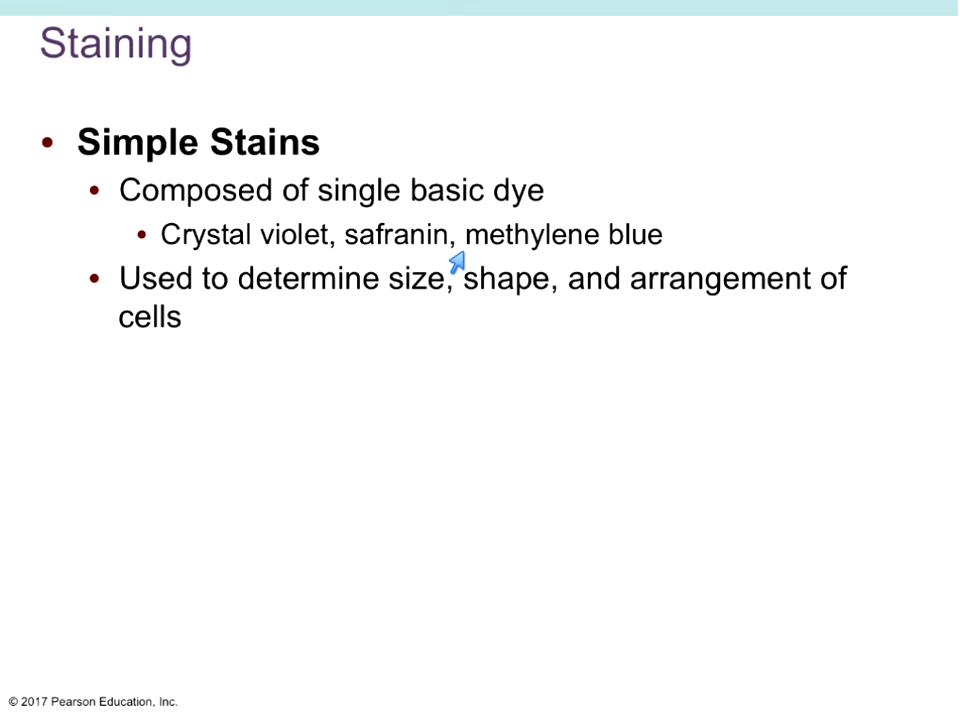 Staining
• Simple Stains
• Composed of single basic dye
• Crystal violet, safranin, methylene blue
• Used to determine size, shape, and arrangement of
cells
© 2017 Pearson Education, Inc.